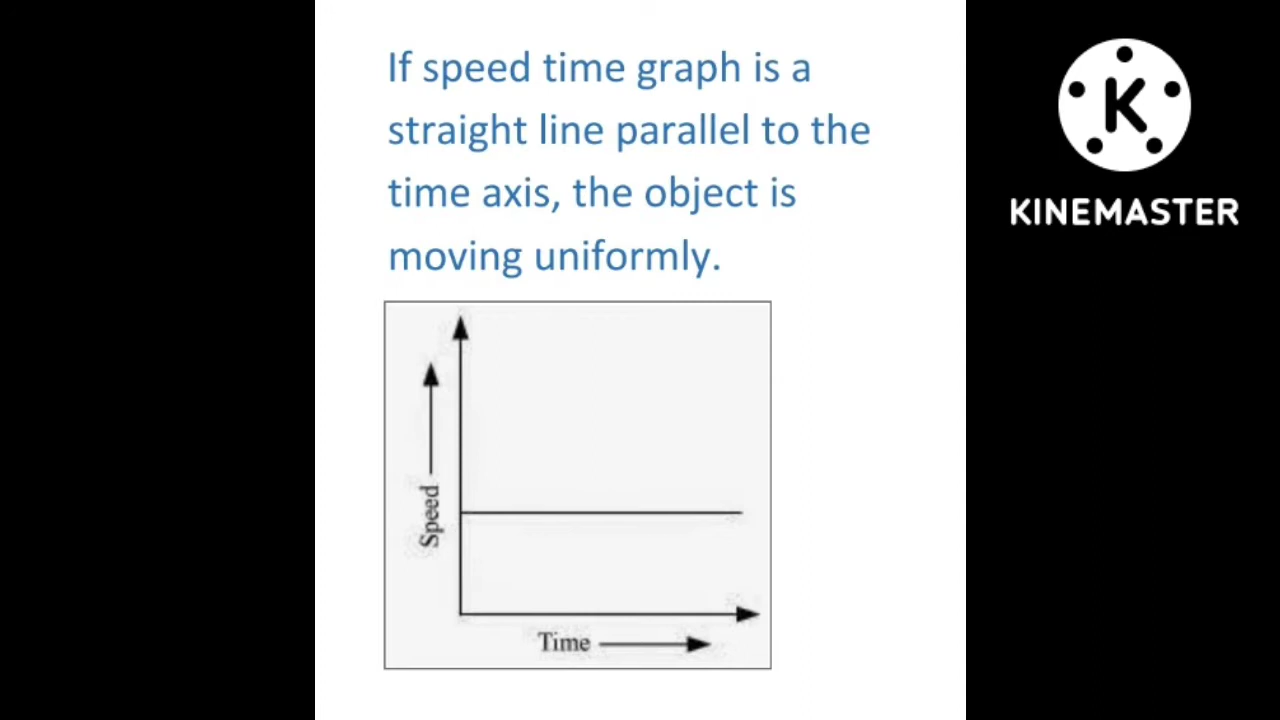 If speed time graph is a
straight line parallel to the
time axis, the object is
moving uniformly.
Speed
Time
K
KINEMASTER